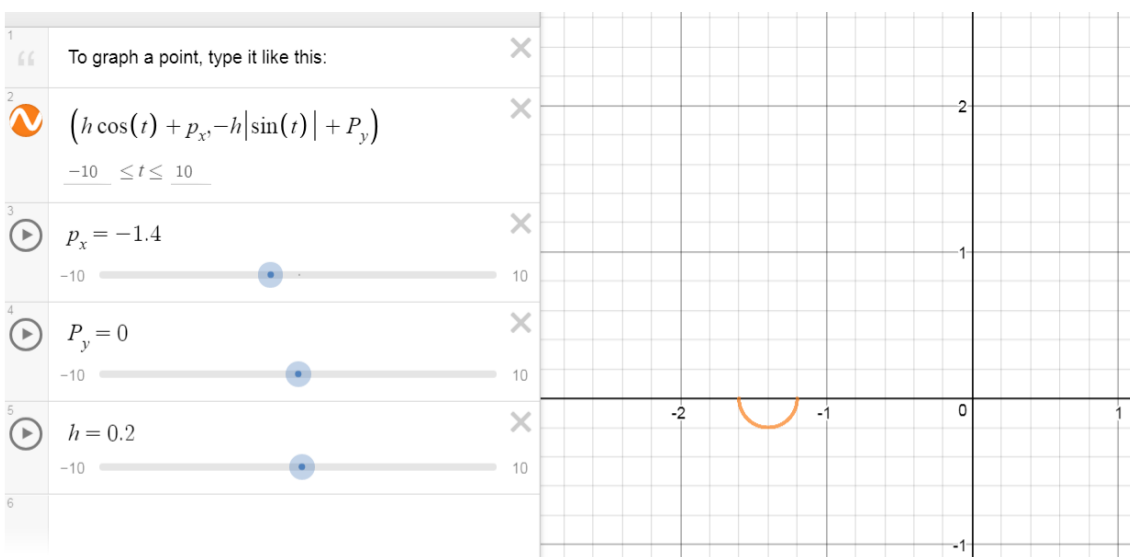 1
To graph a point, type it like this:
2
(h cos(t) + p_x, −h|sin(t)| + P_y)
−10 ≤ t ≤ 10
3
p_x = −1.4
−10 10
4
P_y = 0
−10 10
5
h = 0.2
−10 10
6
2
1
-2 -1 0 1
-1